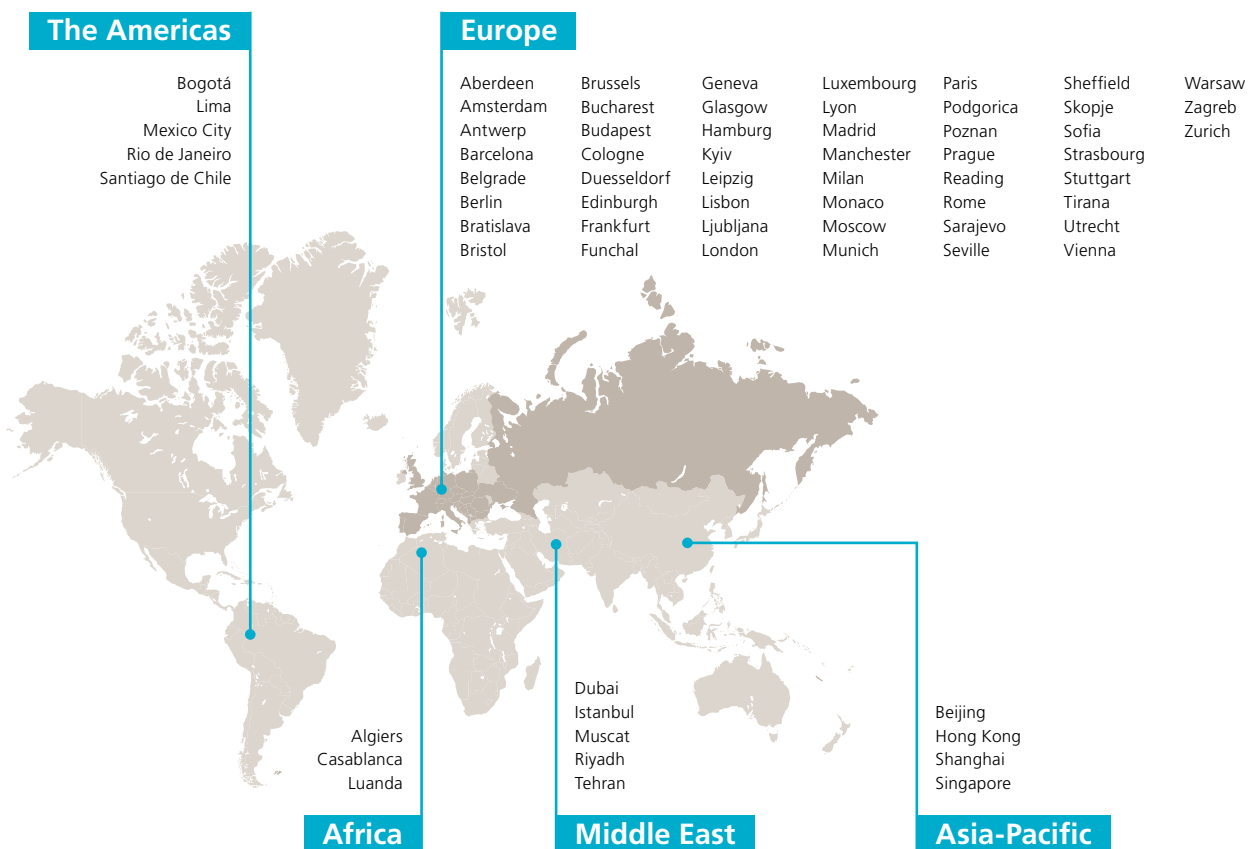 The Americas
Bogotá
Lima
Mexico City
Rio de Janeiro
Santiago de Chile
Europe
Aberdeen
Amsterdam
Antwerp
Barcelona
Belgrade
Berlin
Bratislava
Bristol
Brussels
Bucharest
Budapest
Cologne
Duesseldorf
Edinburgh
Frankfurt
Funchal
Geneva
Glasgow
Hamburg
Kyiv
Leipzig
Lisbon
Ljubljana
London
Luxembourg
Lyon
Madrid
Manchester
Milan
Monaco
Moscow
Munich
Paris
Podgorica
Poznan
Prague
Reading
Rome
Sarajevo
Seville
Sheffield
Skopje
Sofia
Strasbourg
Stuttgart
Tirana
Utrecht
Vienna
Warsaw
Zagreb
Zurich
Algiers
Casablanca
Luanda
Africa
Dubai
Istanbul
Muscat
Riyadh
Tehran
Middle East
Beijing
Hong Kong
Shanghai
Singapore
Asia-Pacific